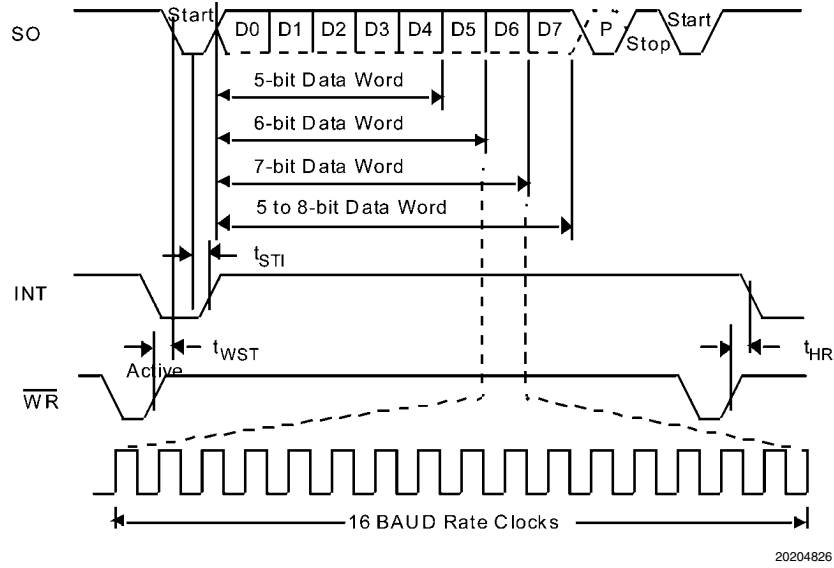 SO
Start
D0 D1 D2 D3 D4 D5 D6 D7
P
Stop
Start
5-bit Data Word
6-bit Data Word
7-bit Data Word
5 to 8-bit Data Word
tSTI
INT
tWST
tHR
Active
WR
16 BAUD Rate Clocks
20204826